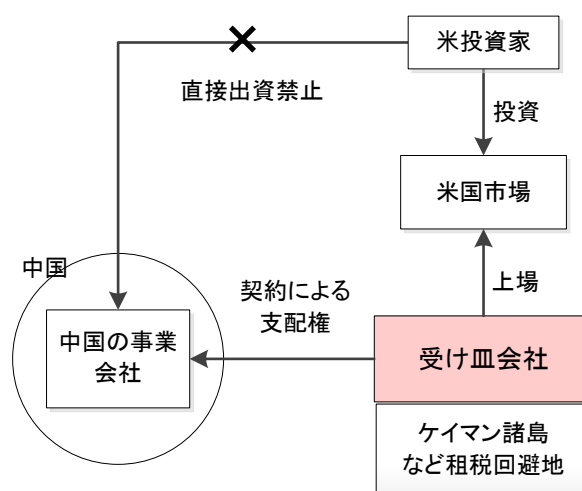 米投資家
直接出資禁止
投資
米国市場
中国
契約による
支配権
上場
中国の事業
会社
受け皿会社
ケイマン諸島
など租税回避地